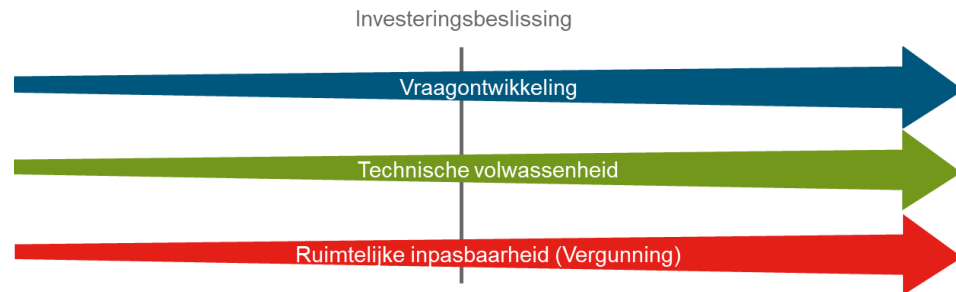 Investeringsbeslissing
Vraagontwikkeling
Technische volwassenheid
Ruimtelijke inpasbaarheid (Vergunning)